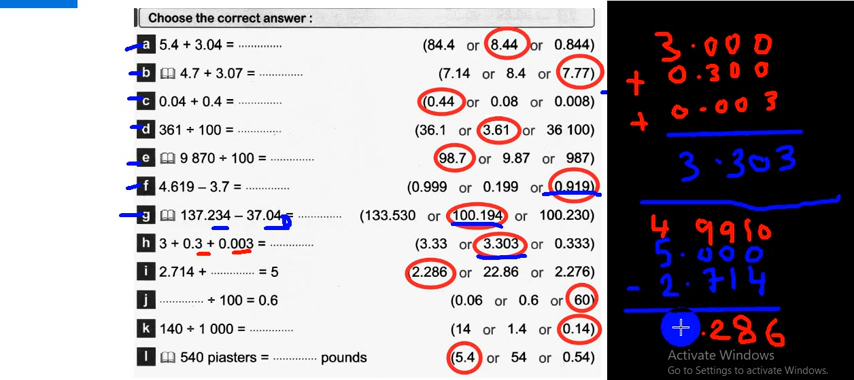 Choose the correct answer :
a 5.4 + 3.04 = .............. (84.4 or 8.44 or 0.844)
b 4.7 + 3.07 = .............. (7.14 or 8.4 or 7.77)
c 0.04 + 0.4 = .............. (0.44 or 0.08 or 0.008)
d 361 ÷ 100 = .............. (36.1 or 3.61 or 36 100)
e 9 870 ÷ 100 = .............. (98.7 or 9.87 or 987)
f 4.619 – 3.7 = .............. (0.999 or 0.199 or 0.919)
g 137.234 – 37.04 = .............. (133.530 or 100.194 or 100.230)
h 3 + 0.3 + 0.003 = .............. (3.33 or 3.303 or 0.333)
i 2.714 + .............. = 5 (2.286 or 22.86 or 2.276)
j .............. ÷ 100 = 0.6 (0.06 or 0.6 or 60)
k 140 ÷ 1 000 = .............. (14 or 1.4 or 0.14)
l 540 piasters = .............. pounds (5.4 or 54 or 0.54)
3.000
+ 0.300
+ 0.003
3.303
4 9 9 10
5.000
- 2.714
.286
Activate Windows
Go to Settings to activate Windows.